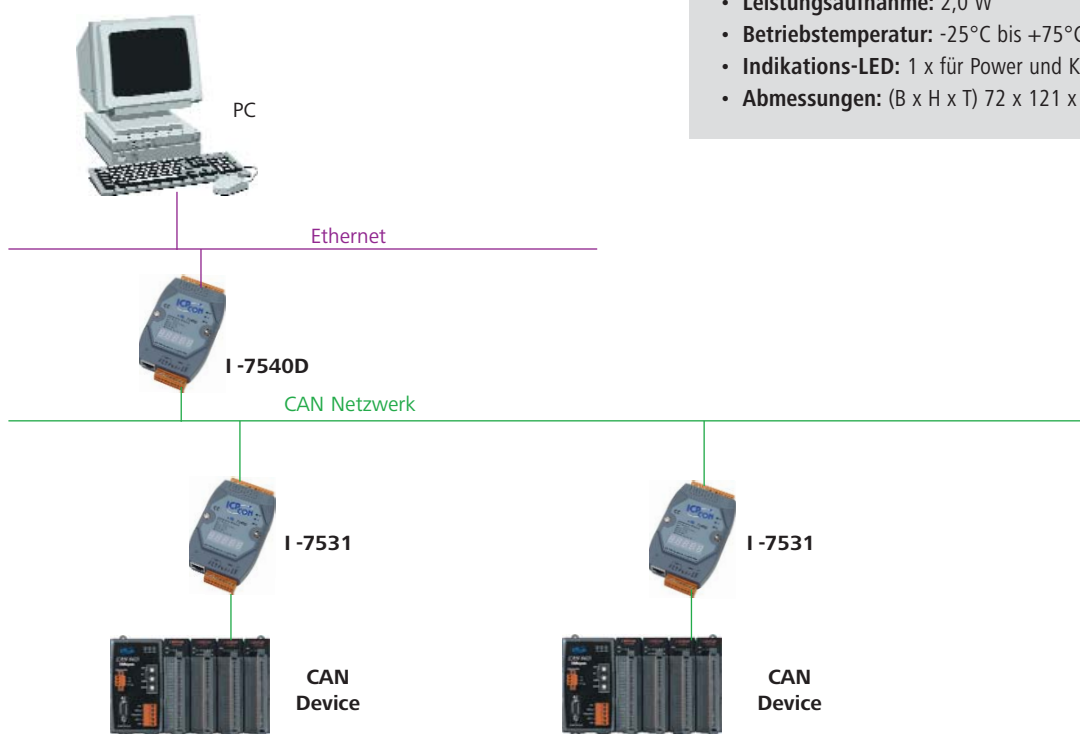 • Leistungsaufnahme: 2,0 W
• Betriebstemperatur: -25°C bis +75°C
• Indikations-LED: 1 x für Power und K
• Abmessungen: (B x H x T) 72 x 121 x
PC
Ethernet
I -7540D
CAN Netzwerk
I -7531
I -7531
CAN
Device
CAN
Device